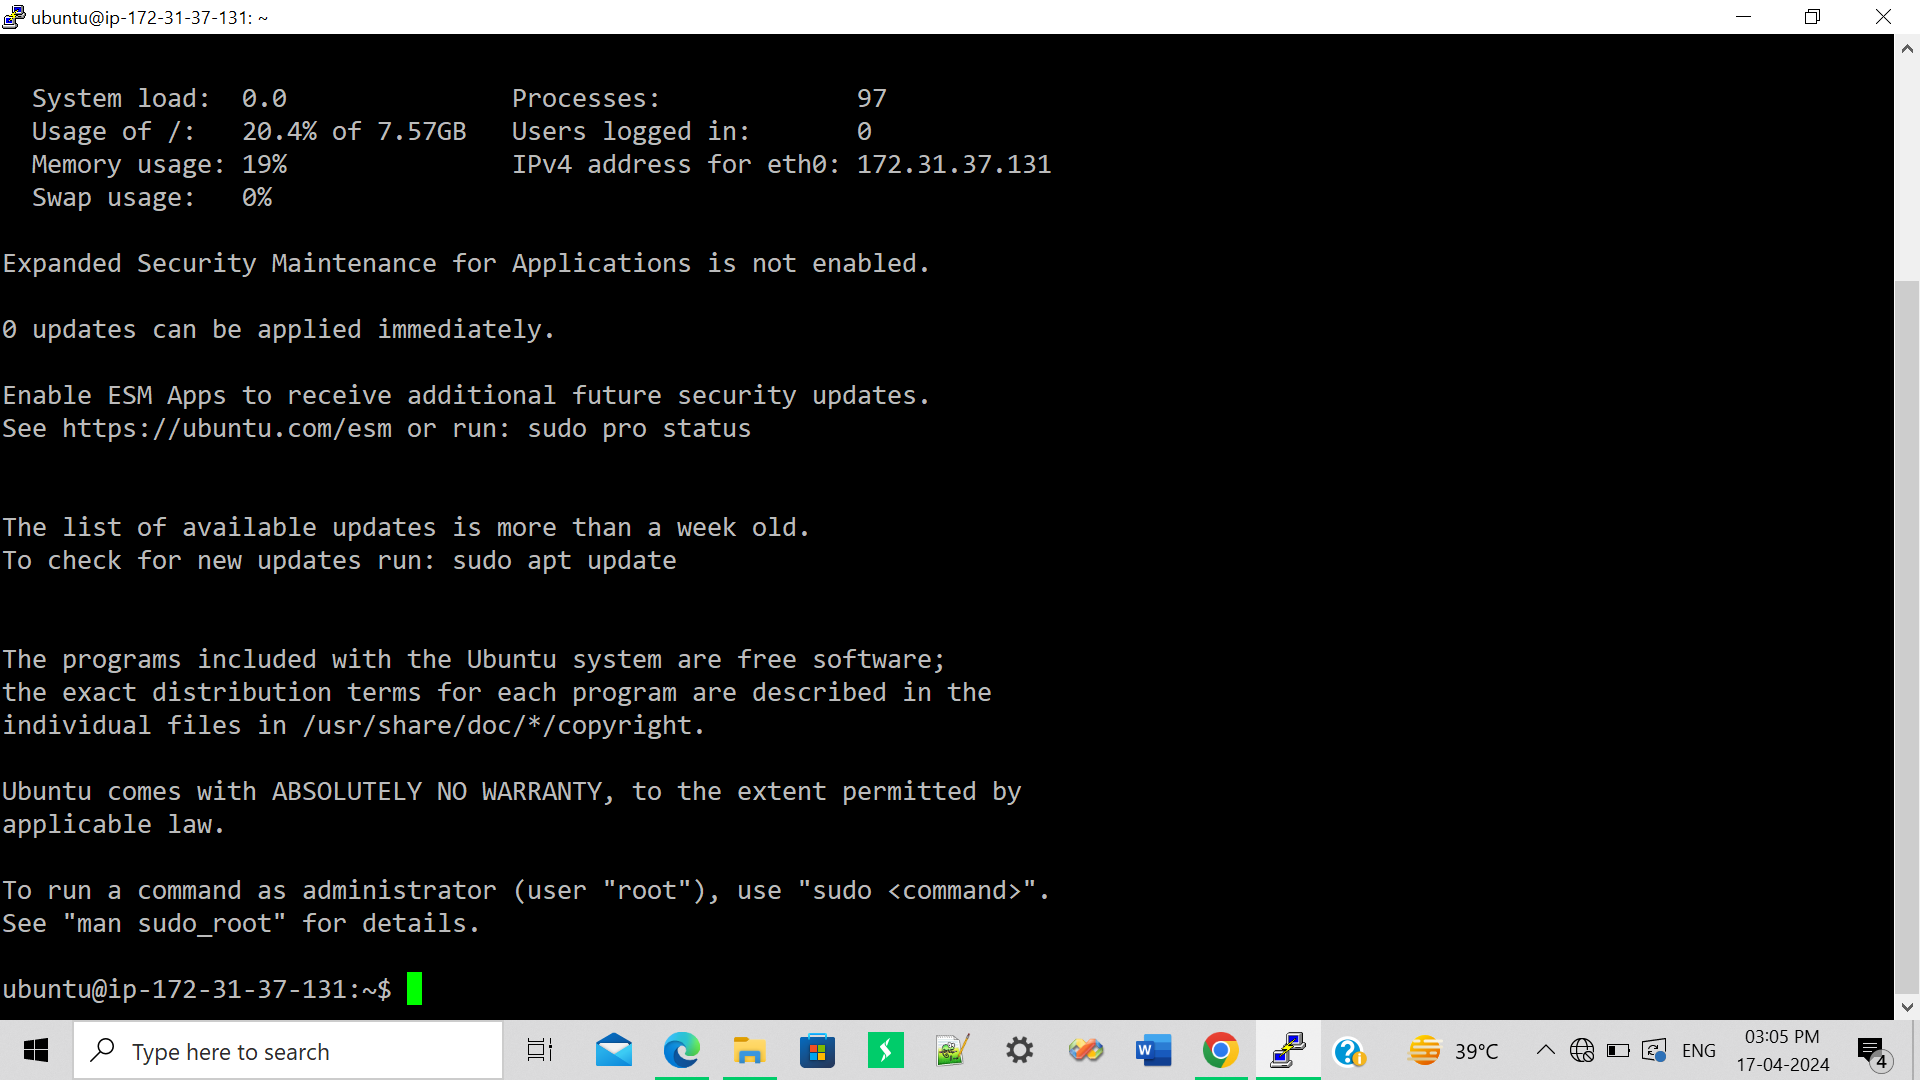 ubuntu@ip-172-31-37-131: ~
System load:  0.0               Processes:             97
Usage of /:   20.4% of 7.57GB   Users logged in:       0
Memory usage: 19%               IPv4 address for eth0: 172.31.37.131
Swap usage:   0%
Expanded Security Maintenance for Applications is not enabled.
0 updates can be applied immediately.
Enable ESM Apps to receive additional future security updates.
See https://ubuntu.com/esm or run: sudo pro status
The list of available updates is more than a week old.
To check for new updates run: sudo apt update
The programs included with the Ubuntu system are free software;
the exact distribution terms for each program are described in the
individual files in /usr/share/doc/*/copyright.
Ubuntu comes with ABSOLUTELY NO WARRANTY, to the extent permitted by
applicable law.
To run a command as administrator (user "root"), use "sudo <command>".
See "man sudo_root" for details.
ubuntu@ip-172-31-37-131:~$
Type here to search
W
39°C
ENG
03:05 PM
17-04-2024
4